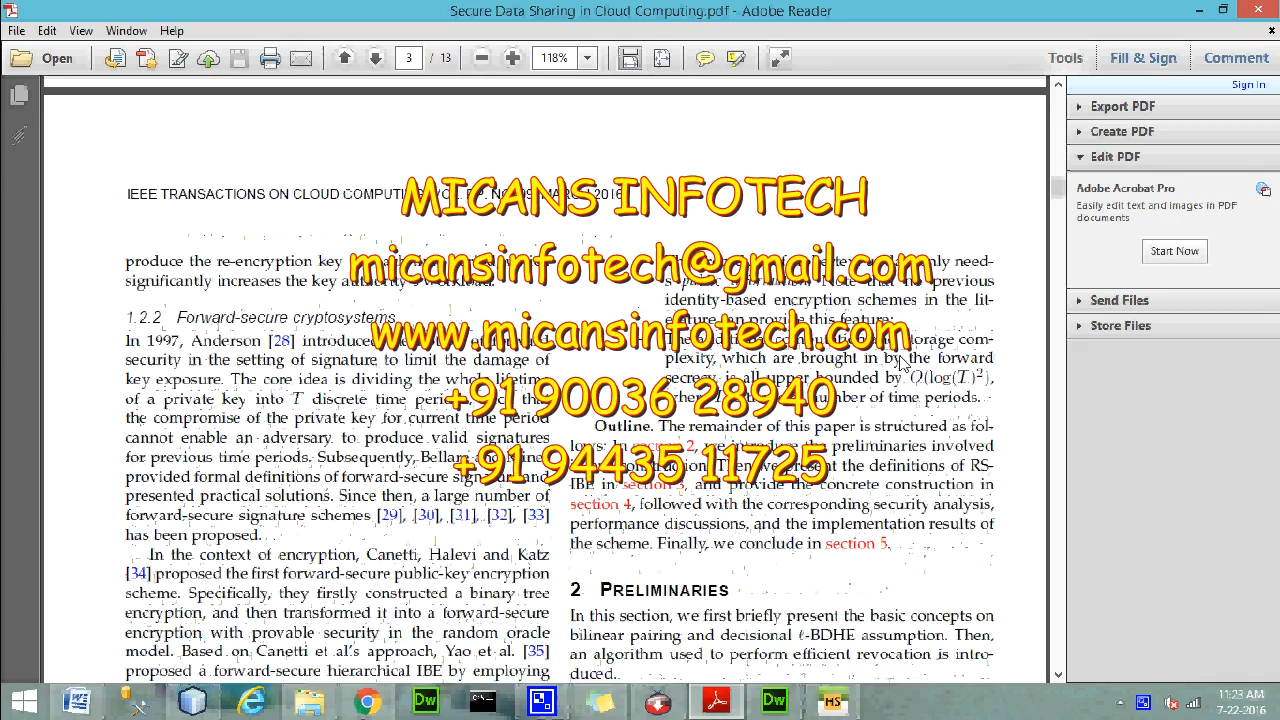 Secure Data Sharing in Cloud Computing.pdf - Adobe Reader
File Edit View Window Help
Open 3 / 13 118% Tools Fill & Sign Comment
Sign In
Export PDF
Create PDF
Edit PDF
Adobe Acrobat Pro
Easily edit text and images in PDF
documents
Start Now
Send Files
Store Files
MICANS INFOTECH
micansinfotech@gmail.com
www.micansinfotech.com
+91 90036 28940
+91 94435 11725
IEEE TRANSACTIONS ON CLOUD
produce the re-encryption key
significantly increases the key authority's workload.
1.2.2 Forward-secure cryptosystems
In 1997, Anderson [28] introduced
security in the setting of signature to limit the damage of
key exposure. The core idea is dividing the whole lifetime
of a private key into T discrete time
the compromise of the private key for current time period
cannot enable an adversary to produce valid signatures
for previous time periods. Subsequently, Bellare and
provided formal definitions of forward-secure signature and
presented practical solutions. Since then, a large number of
forward-secure signature schemes [29], [30], [31], [32], [33]
has been proposed.
In the context of encryption, Canetti, Halevi and Katz
[34] proposed the first forward-secure public-key encryption
scheme. Specifically, they firstly constructed a binary tree
encryption, and then transformed it into a forward-secure
encryption with provable security in the random oracle
model. Based on Canetti et al's approach, Yao et al. [35]
proposed a forward-secure hierarchical IBE by employing
only need-
public information. Note that no previous
identity-based encryption schemes in the lit-
can provide this feature;
storage com-
plexity, which are brought in by the forward
secrecy, is all upper bounded by O(log(T)²),
number of time periods.
Outline. The remainder of this paper is structured as fol-
lows: In section 2, we introduce the preliminaries involved
Then we present the definitions of RS-
IBE in section 3, and provide the concrete construction in
section 4, followed with the corresponding security analysis,
performance discussions, and the implementation results of
the scheme. Finally, we conclude in section 5.
2 PRELIMINARIES
In this section, we first briefly present the basic concepts on
bilinear pairing and decisional ℓ-BDHE assumption. Then,
an algorithm used to perform efficient revocation is intro-
duced.
11:23 AM
7-22-2016